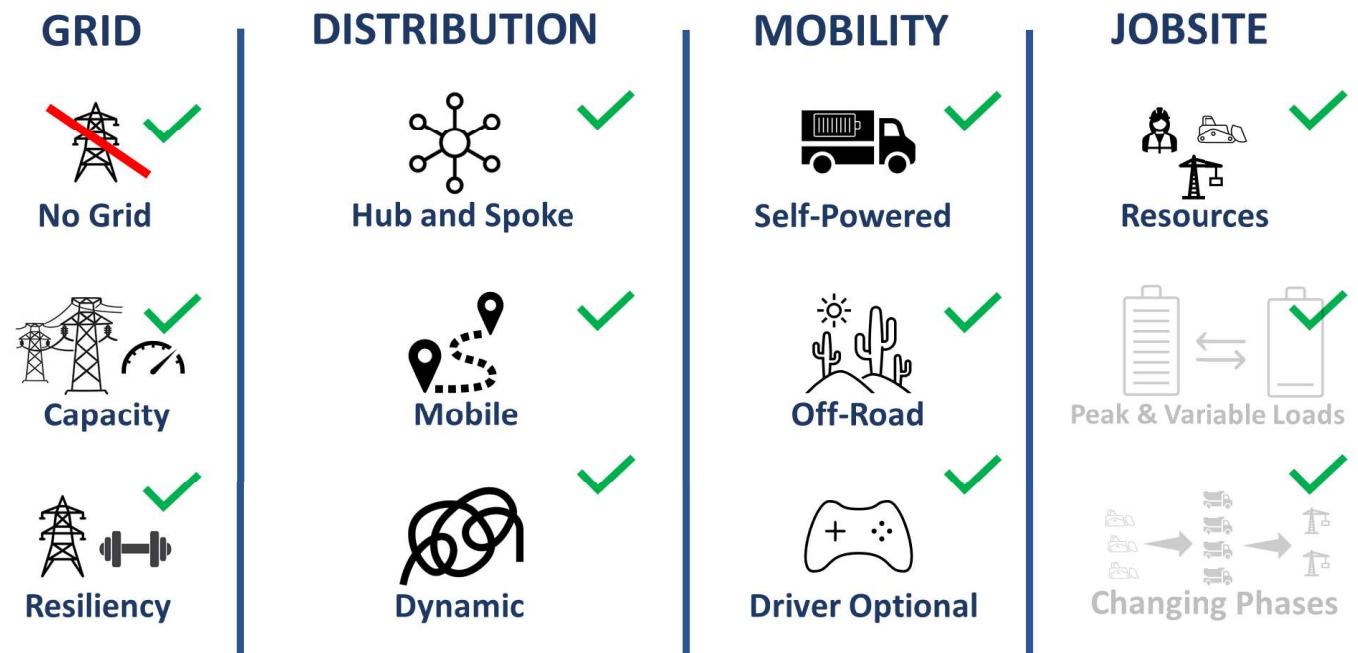 GRID
No Grid
Capacity
Resiliency
DISTRIBUTION
Hub and Spoke
Mobile
Dynamic
MOBILITY
Self-Powered
Off-Road
Driver Optional
JOBSITE
Resources
Peak & Variable Loads
Changing Phases